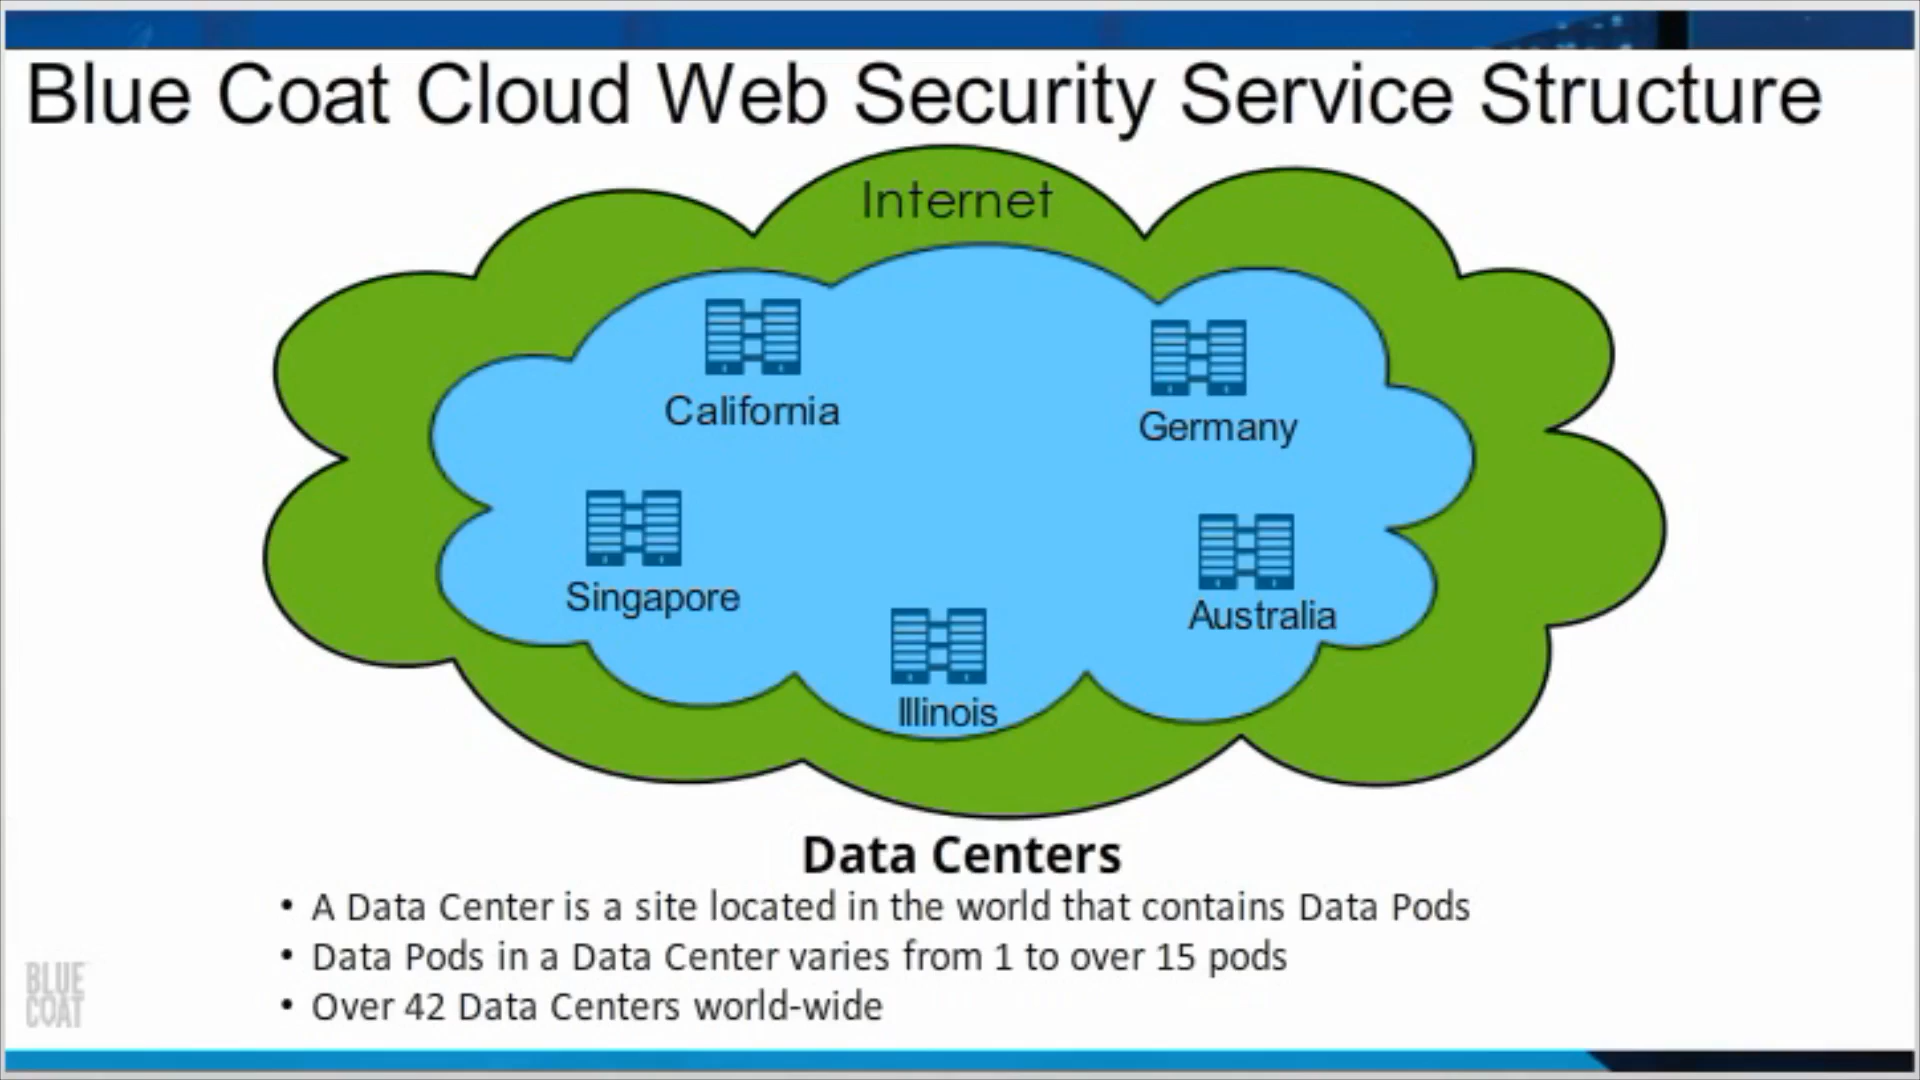 Blue Coat Cloud Web Security Service Structure
Internet
California
Germany
Singapore
Australia
Illinois
Data Centers
• A Data Center is a site located in the world that contains Data Pods
• Data Pods in a Data Center varies from 1 to over 15 pods
• Over 42 Data Centers world-wide
BLUE
COAT